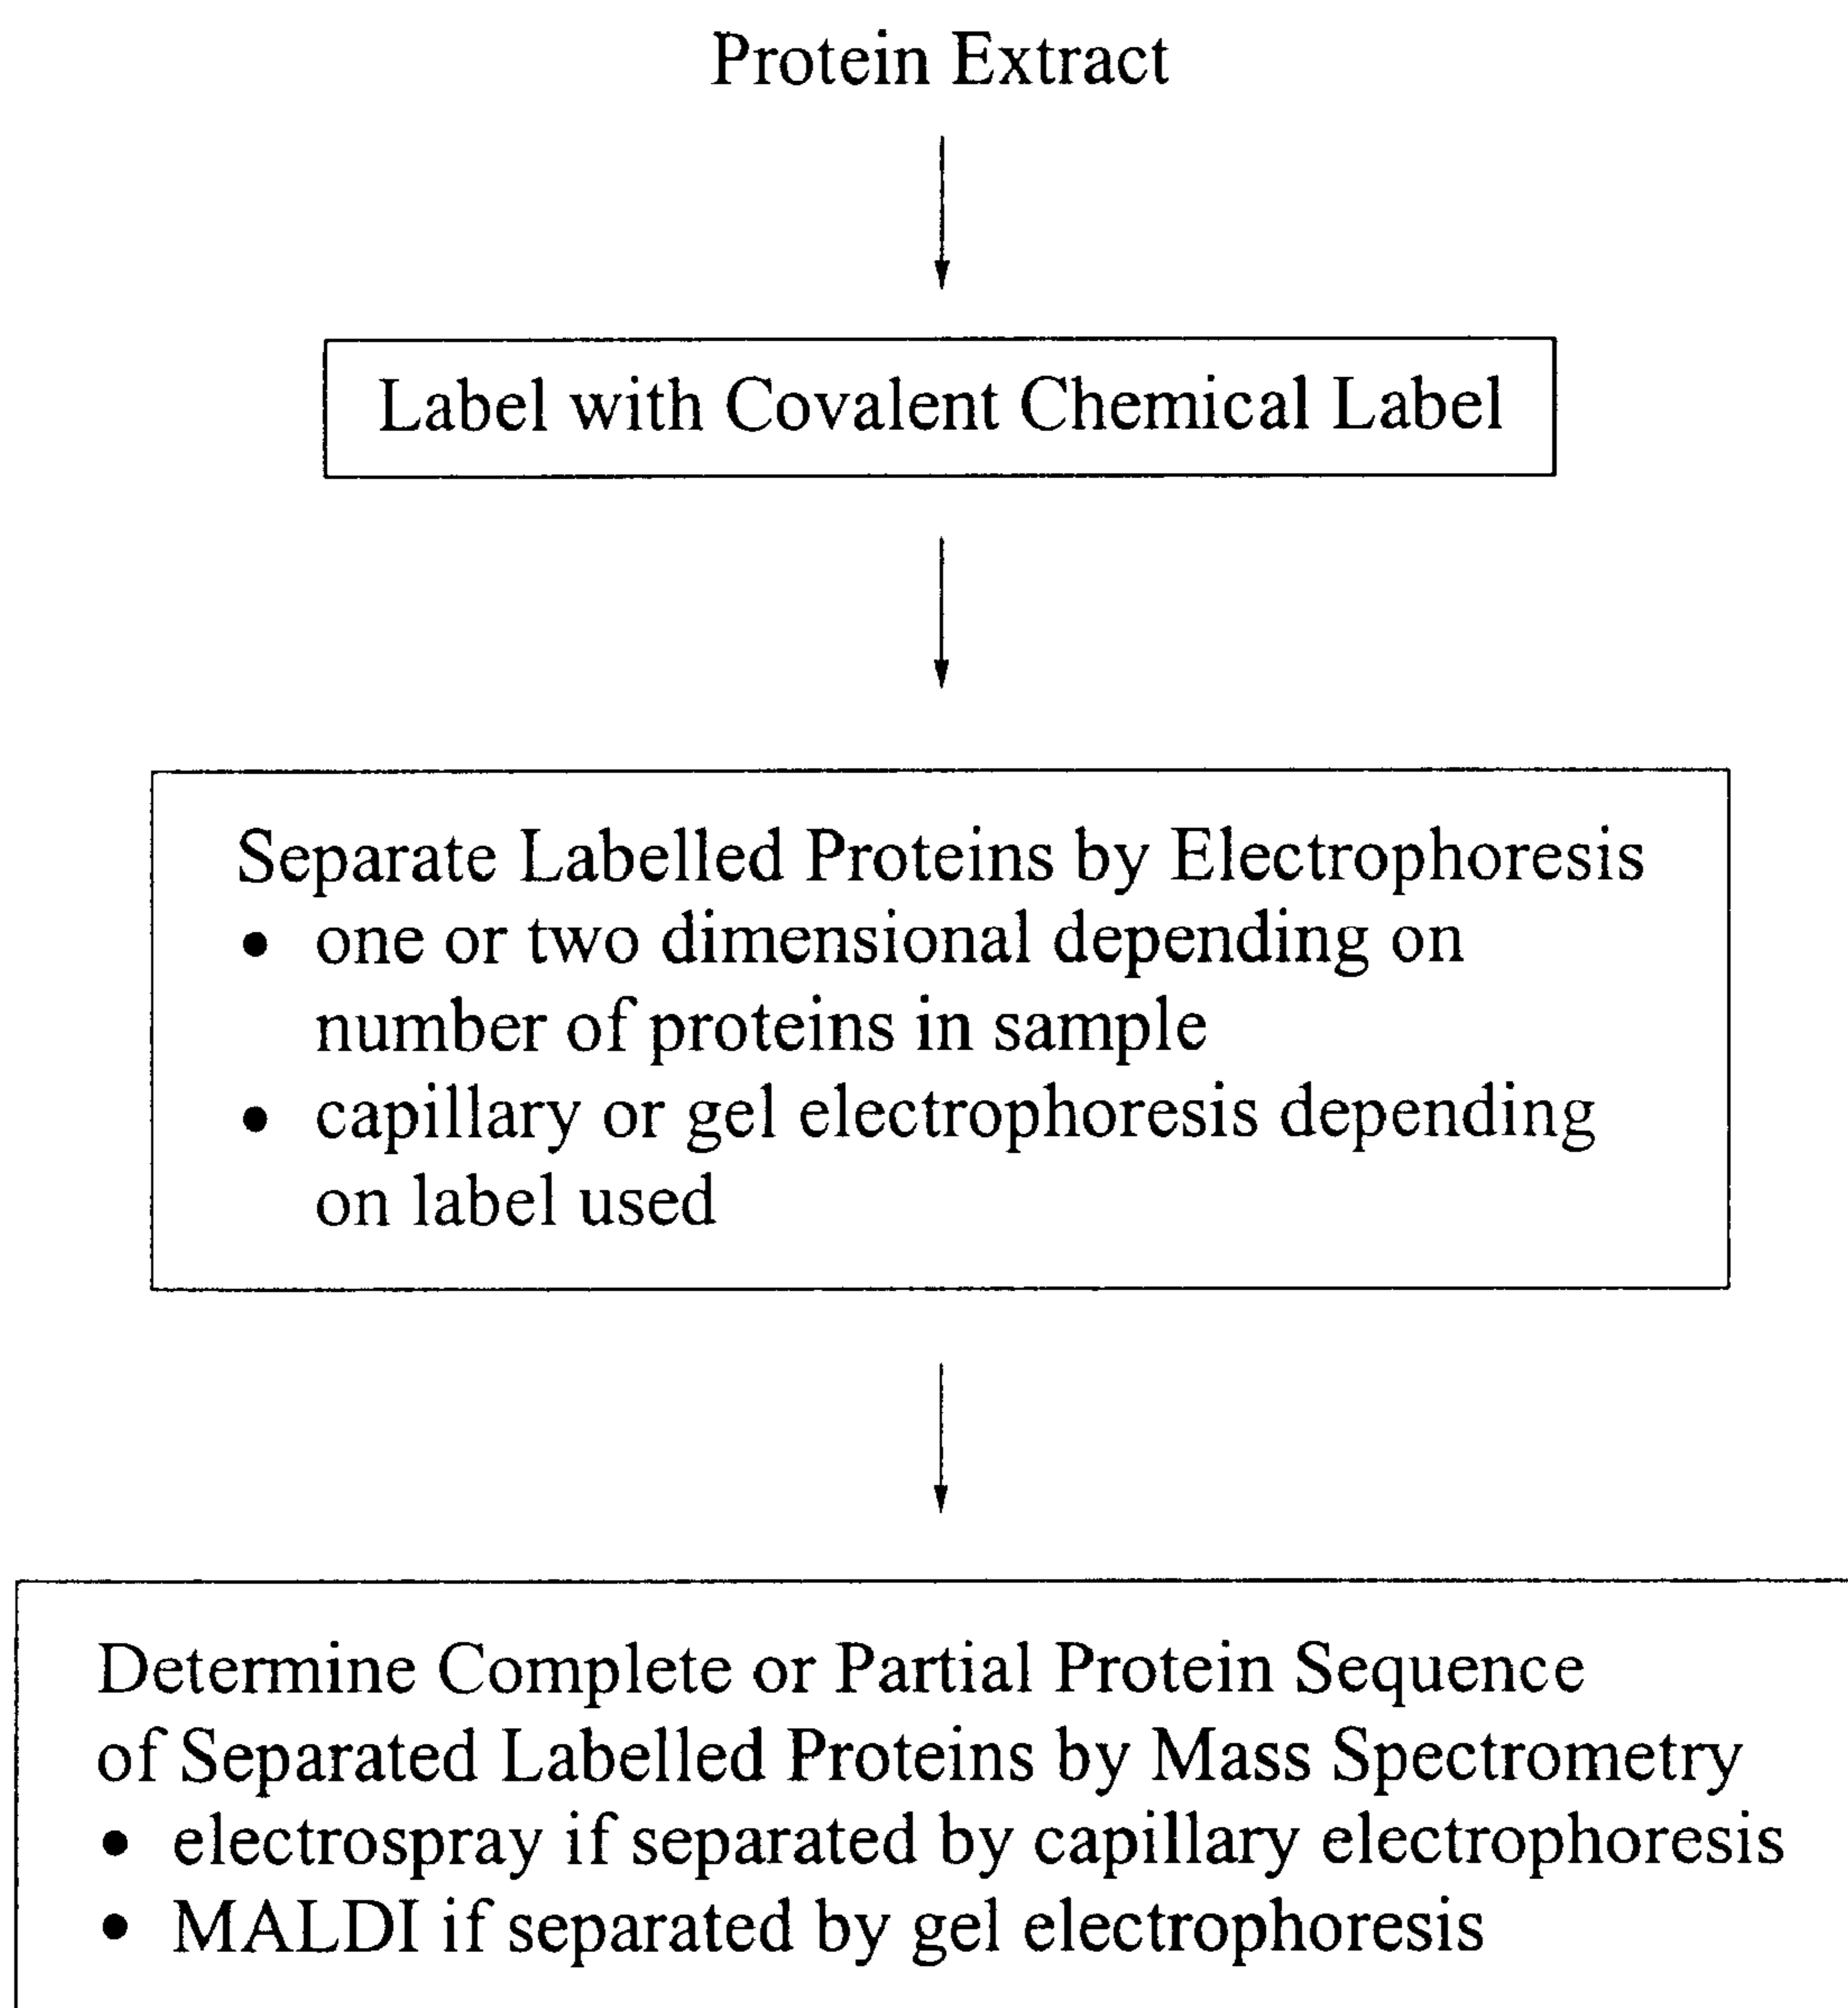 Protein Extract
Label with Covalent Chemical Label
Separate Labelled Proteins by Electrophoresis
• one or two dimensional depending on
number of proteins in sample
• capillary or gel electrophoresis depending
on label used
Determine Complete or Partial Protein Sequence
of Separated Labelled Proteins by Mass Spectrometry
• electrospray if separated by capillary electrophoresis
• MALDI if separated by gel electrophoresis